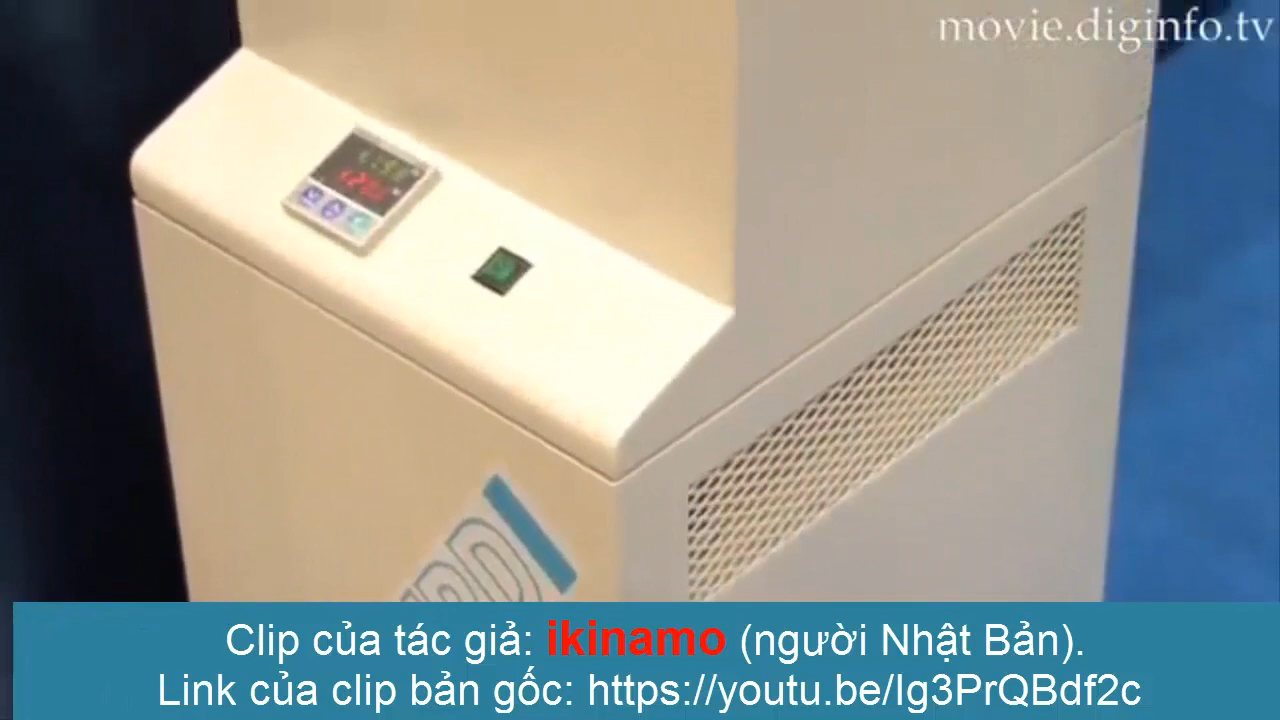 movie.diginfo.tv
Clip của tác giả: ikinamo (người Nhật Bản).
Link của clip bản gốc: https://youtu.be/Ig3PrQBdf2c